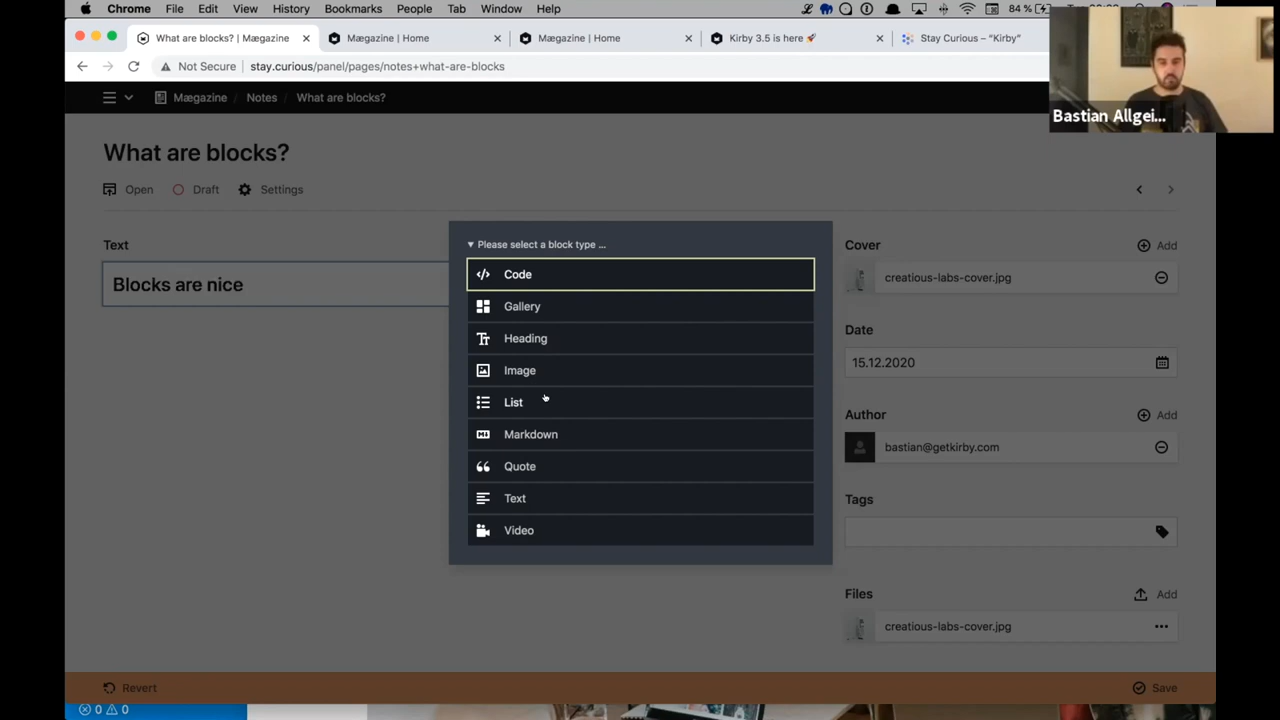 Chrome File Edit View History Bookmarks People Tab Window Help 84 %
What are blocks? | Mægazine
Mægazine | Home
Mægazine | Home
Kirby 3.5 is here 🚀
Stay Curious – "Kirby"
Not Secure stay.curious/panel/pages/notes+what-are-blocks
Mægazine / Notes / What are blocks?
Bastian Allgei...
What are blocks?
Open Draft Settings
Text
Blocks are nice
▼ Please select a block type ...
Code
Gallery
Heading
Image
List
Markdown
Quote
Text
Video
Cover Add
creatious-labs-cover.jpg
Date
15.12.2020
Author Add
bastian@getkirby.com
Tags
Files Add
creatious-labs-cover.jpg
Revert Save
0 0